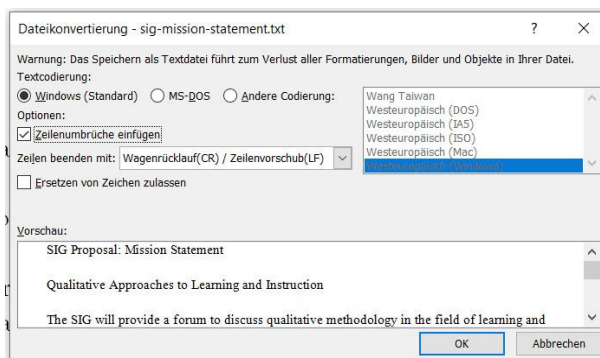 Dateikonvertierung - sig-mission-statement.txt ? ×
Warnung: Das Speichern als Textdatei führt zum Verlust aller Formatierungen, Bilder und Objekte in Ihrer Datei.
Textcodierung:
Windows (Standard) MS-DOS Andere Codierung:
Wang Taiwan
Westeuropäisch (DOS)
Westeuropäisch (IA5)
Westeuropäisch (ISO)
Westeuropäisch (Mac)
Westeuropäisch (Windows)
Optionen:
Zeilenumbrüche einfügen
Zeilen beenden mit: Wagenrücklauf(CR) / Zeilenvorschub(LF)
Ersetzen von Zeichen zulassen
Vorschau:
SIG Proposal: Mission Statement
Qualitative Approaches to Learning and Instruction
The SIG will provide a forum to discuss qualitative methodology in the field of learning and
OK Abbrechen